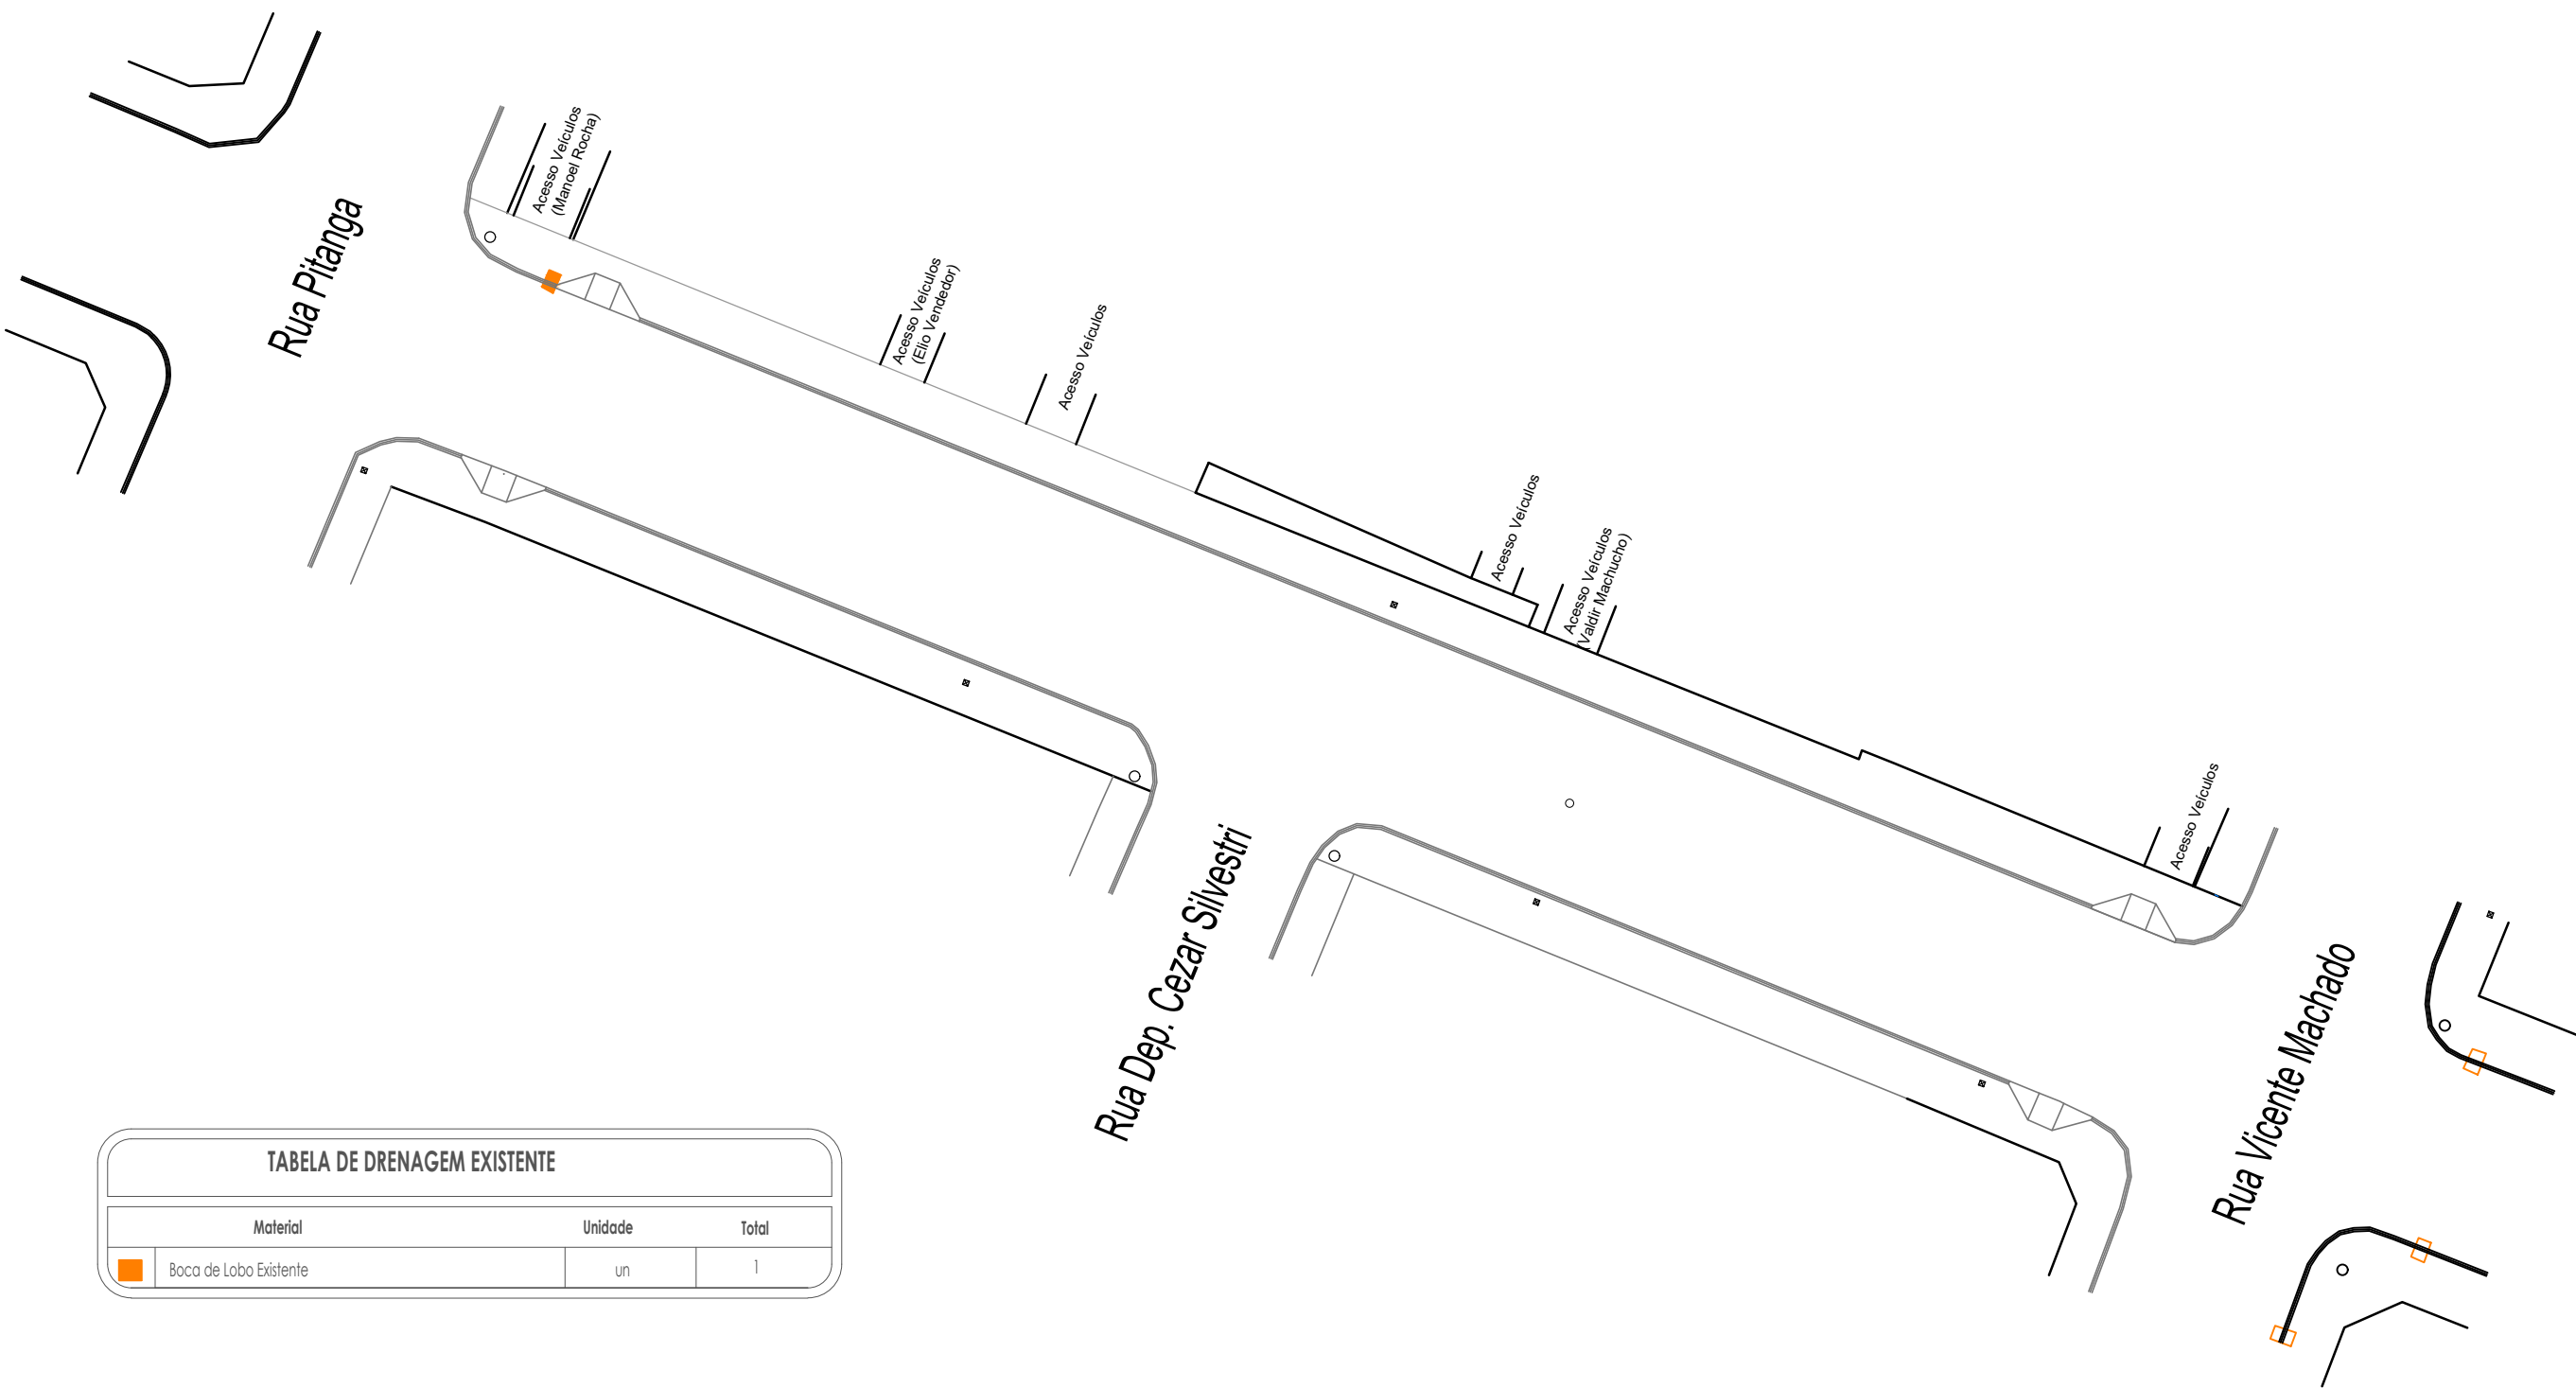 Acesso Veículos
(Manoel Rocha)
Rua Pitanga
Acesso Veículos
(Elio Vendedor)
Acesso Veículos
Acesso Veículos
Acesso Veículos
(Valdir Machucho)
Acesso Veículos
Rua Dep. Cezar Silvestri
Rua Vicente Machado
TABELA DE DRENAGEM EXISTENTE
Material Unidade Total
Boca de Lobo Existente un 1